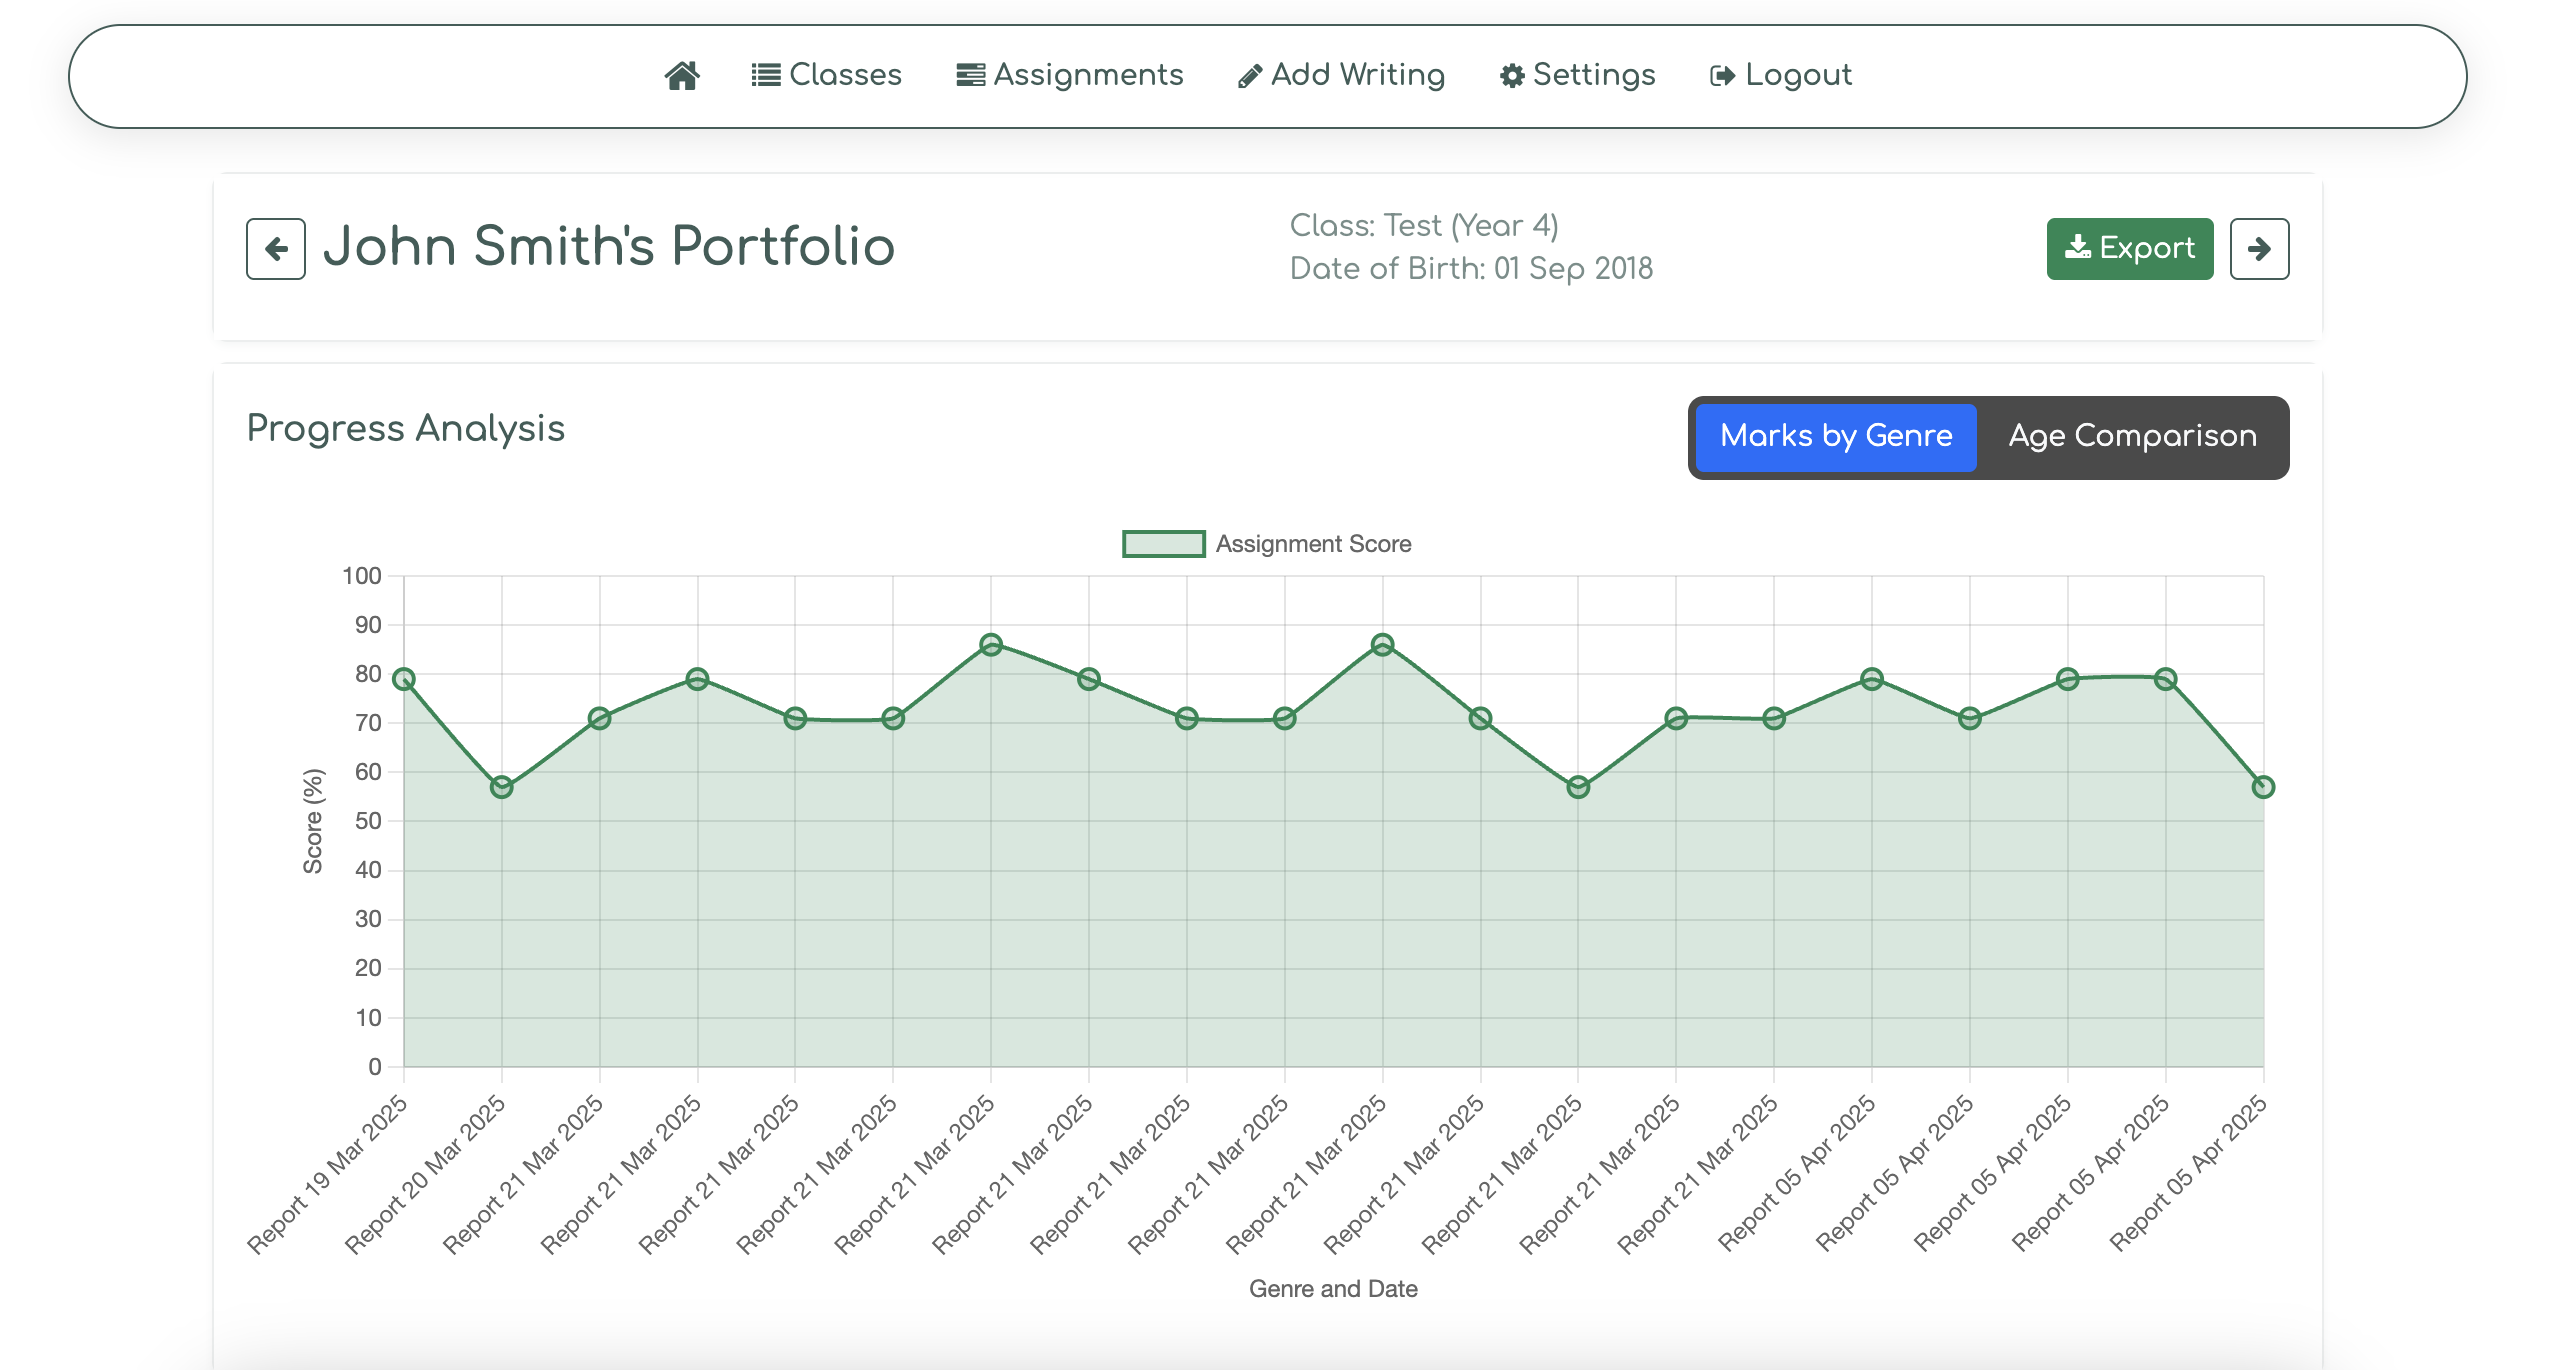 Classes Assignments Add Writing Settings Logout
John Smith's Portfolio
Class: Test (Year 4)
Date of Birth: 01 Sep 2018
Export
Progress Analysis
Marks by Genre Age Comparison
Assignment Score
100
90
80
70
60
50
40
30
20
10
0
Score (%)
Report 19 Mar 2025
Report 20 Mar 2025
Report 21 Mar 2025
Report 21 Mar 2025
Report 21 Mar 2025
Report 21 Mar 2025
Report 21 Mar 2025
Report 21 Mar 2025
Report 21 Mar 2025
Report 21 Mar 2025
Report 21 Mar 2025
Report 21 Mar 2025
Report 21 Mar 2025
Report 21 Mar 2025
Report 21 Mar 2025
Report 05 Apr 2025
Report 05 Apr 2025
Report 05 Apr 2025
Report 05 Apr 2025
Report 05 Apr 2025
Genre and Date